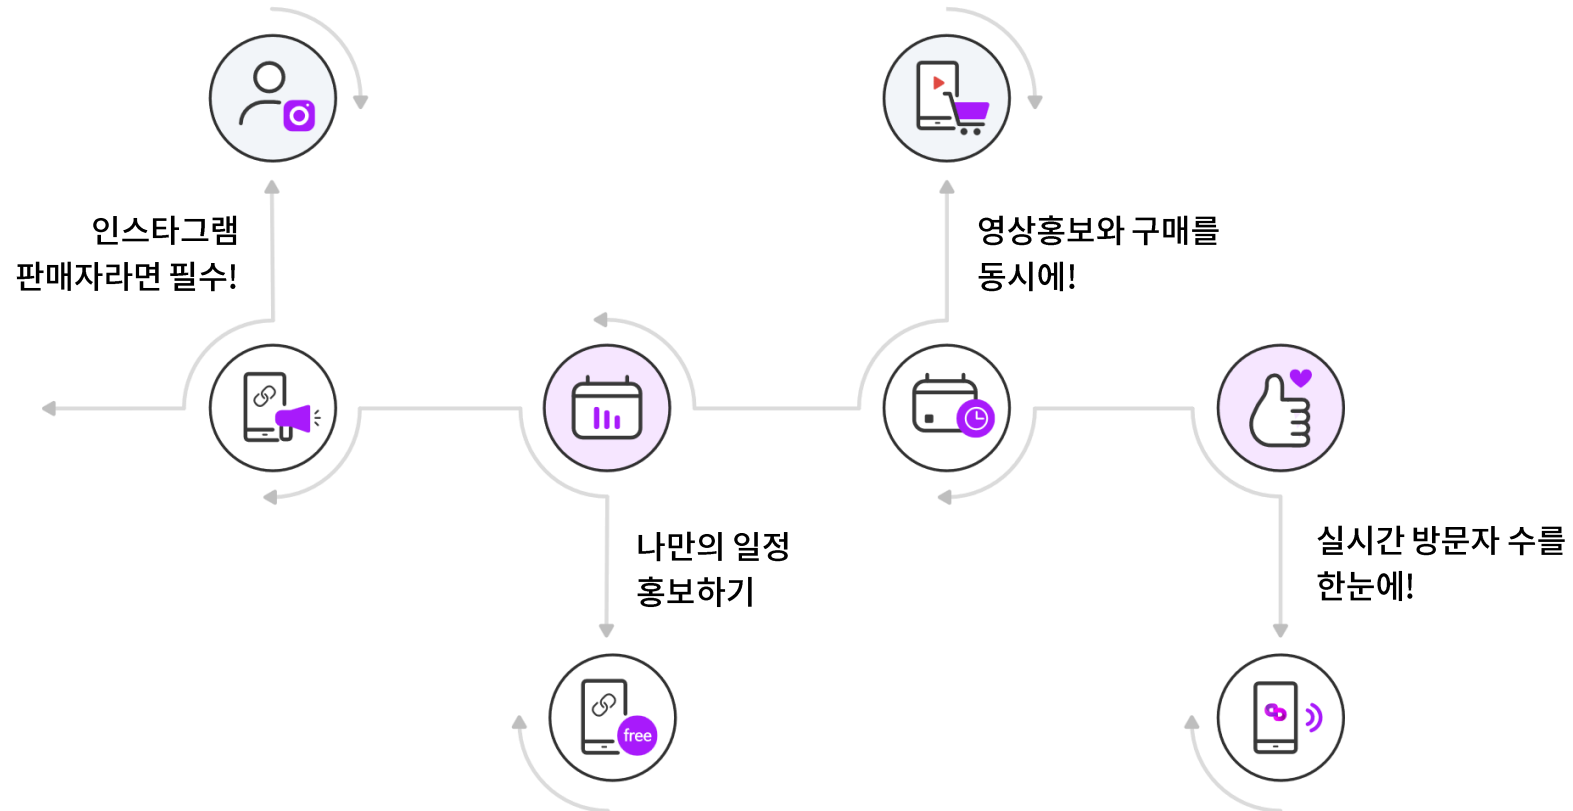 인스타그램
판매자라면 필수!
영상홍보와 구매를
동시에!
나만의 일정
홍보하기
실시간 방문자 수를
한눈에!
free